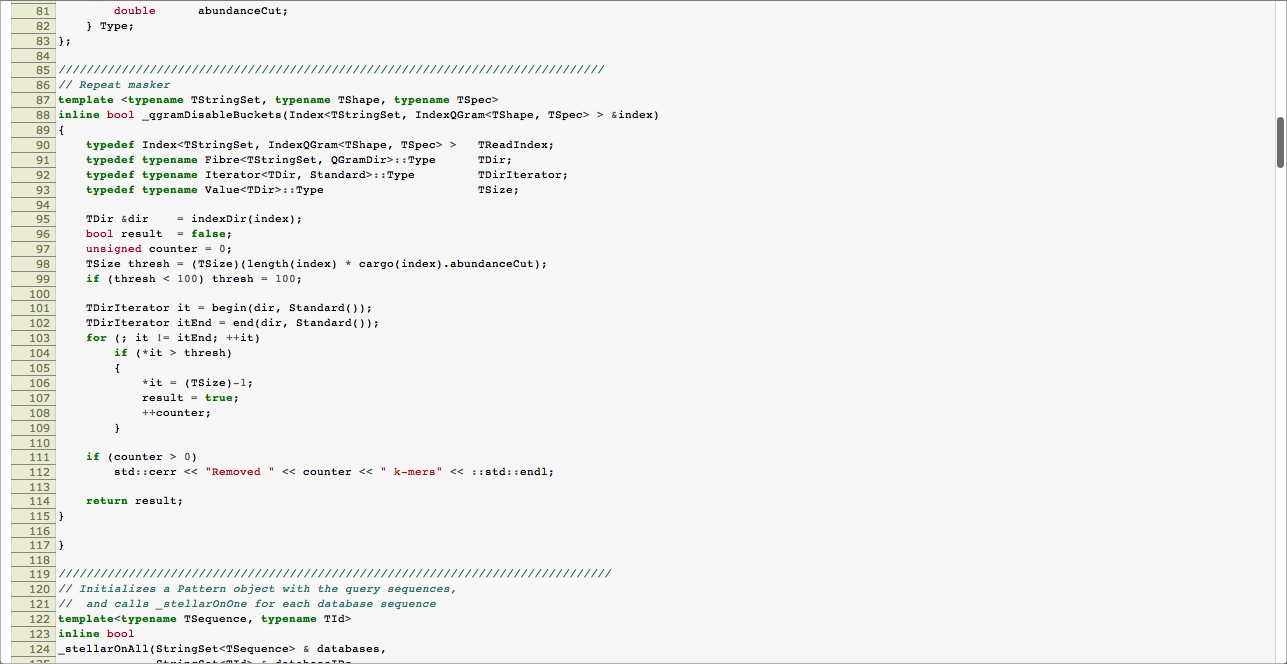 81         double      abundanceCut;
82     } Type;
83 };
84
85 //////////////////////////////////////////////////////////////////////////////
86 // Repeat masker
87 template <typename TStringSet, typename TShape, typename TSpec>
88 inline bool _qgramDisableBuckets(Index<TStringSet, IndexQGram<TShape, TSpec> > &index)
89 {
90     typedef Index<TStringSet, IndexQGram<TShape, TSpec> >   TReadIndex;
91     typedef typename Fibre<TStringSet, QGramDir>::Type      TDir;
92     typedef typename Iterator<TDir, Standard>::Type         TDirIterator;
93     typedef typename Value<TDir>::Type                      TSize;
94
95     TDir &dir    = indexDir(index);
96     bool result  = false;
97     unsigned counter = 0;
98     TSize thresh = (TSize)(length(index) * cargo(index).abundanceCut);
99     if (thresh < 100) thresh = 100;
100
101     TDirIterator it = begin(dir, Standard());
102     TDirIterator itEnd = end(dir, Standard());
103     for (; it != itEnd; ++it)
104         if (*it > thresh)
105         {
106             *it = (TSize)-1;
107             result = true;
108             ++counter;
109         }
110
111     if (counter > 0)
112         std::cerr << "Removed " << counter << " k-mers" << ::std::endl;
113
114     return result;
115 }
116
117 }
118
119 ///////////////////////////////////////////////////////////////////////////////
120 // Initializes a Pattern object with the query sequences,
121 //  and calls _stellarOnOne for each database sequence
122 template<typename TSequence, typename TId>
123 inline bool
124 _stellarOnAll(StringSet<TSequence> & databases,
125               StringSet<TId> & databaseIDs,